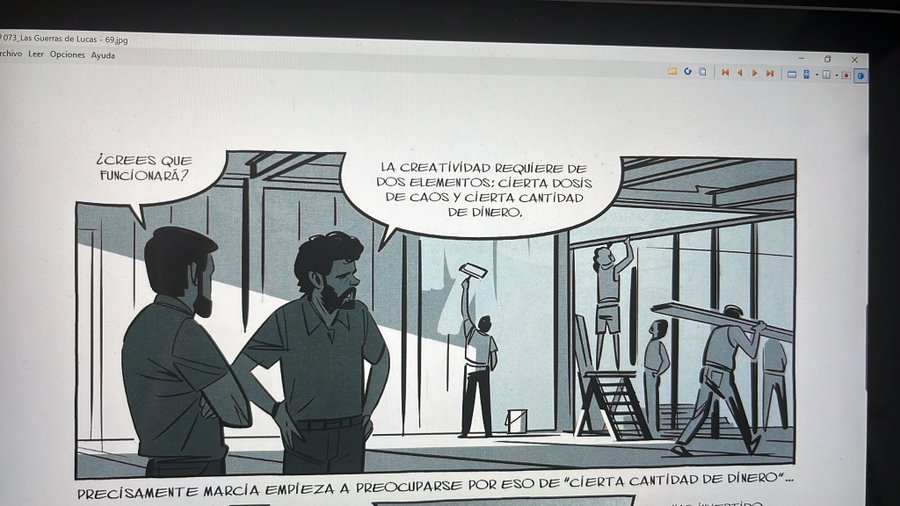 073_Las Guerras de Lucas - 69.jpg
Archivo Leer Opciones Ayuda
¿CREES QUE
FUNCIONARÁ?
LA CREATIVIDAD REQUIERE DE
DOS ELEMENTOS: CIERTA DOSIS
DE CAOS Y CIERTA CANTIDAD
DE DINERO.
PRECISAMENTE MARCIA EMPIEZA A PREOCUPARSE POR ESO DE "CIERTA CANTIDAD DE DINERO"...